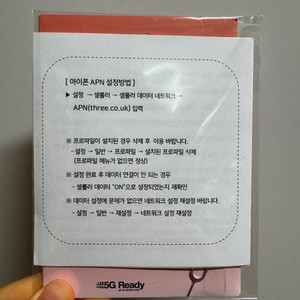 [ 아이폰 APN 설정방법 ]
▶ 설정 → 셀룰러 → 셀룰러 데이터 네트워크 →
APN(three.co.uk) 입력
※ 프로파일이 설치된 경우 삭제 후 이용 바랍니다.
- 설정 → 일반 → 프로파일 → 설치된 프로파일 삭제
(프로파일 메뉴가 없으면 정상)
※ 설정 완료 후 데이터 연결이 안 되는 경우
- 셀룰러 데이터 "ON"으로 설정되었는지 재확인
※ 데이터 설정에 문제가 없으면 네트워크 설정 재설정 바랍니다.
- 설정 → 일반 → 재설정 → 네트워크 설정 재설정
5G Ready